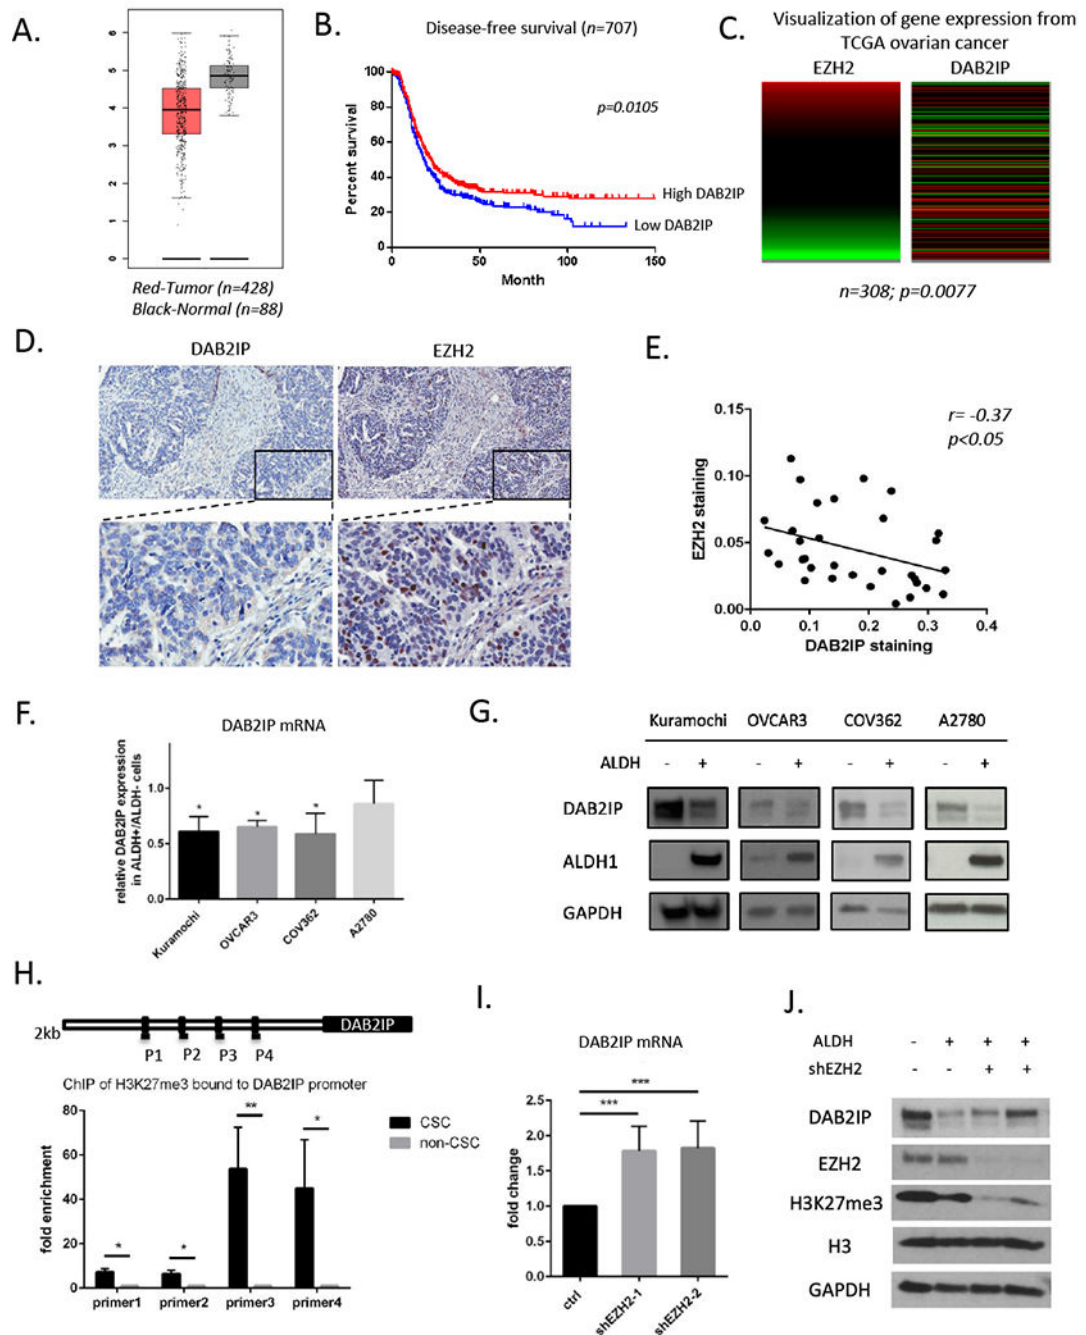 A.
6
5
4
3
2
1
0
Red-Tumor (n=428)
Black-Normal (n=88)
B.
Disease-free survival (n=707)
Percent survival
100
80
60
40
20
0
p=0.0105
High DAB2IP
Low DAB2IP
0 50 100 150
Month
C.
Visualization of gene expression from
TCGA ovarian cancer
EZH2 DAB2IP
n=308; p=0.0077
D.
DAB2IP EZH2
E.
EZH2 staining
0.15
0.10
0.05
0.00
r= -0.37
p<0.05
0.0 0.1 0.2 0.3 0.4
DAB2IP staining
F.
DAB2IP mRNA
relative DAB2IP expression
in ALDH+/ALDH- cells
1.0
0.5
0.0
* * *
Kuramochi
OVCAR3
COV362
A2780
G.
Kuramochi OVCAR3 COV362 A2780
ALDH - + - + - + - +
DAB2IP
ALDH1
GAPDH
H.
2kb
DAB2IP
P1 P2 P3 P4
ChIP of H3K27me3 bound to DAB2IP promoter
fold enrichment
80
60
40
20
0
* * ** *
CSC
non-CSC
primer1 primer2 primer3 primer4
I.
DAB2IP mRNA
fold change
2.5
2.0
1.5
1.0
0.5
0.0
***
***
ctrl
shEZH2-1
shEZH2-2
J.
ALDH - + + +
shEZH2 - - + +
DAB2IP
EZH2
H3K27me3
H3
GAPDH